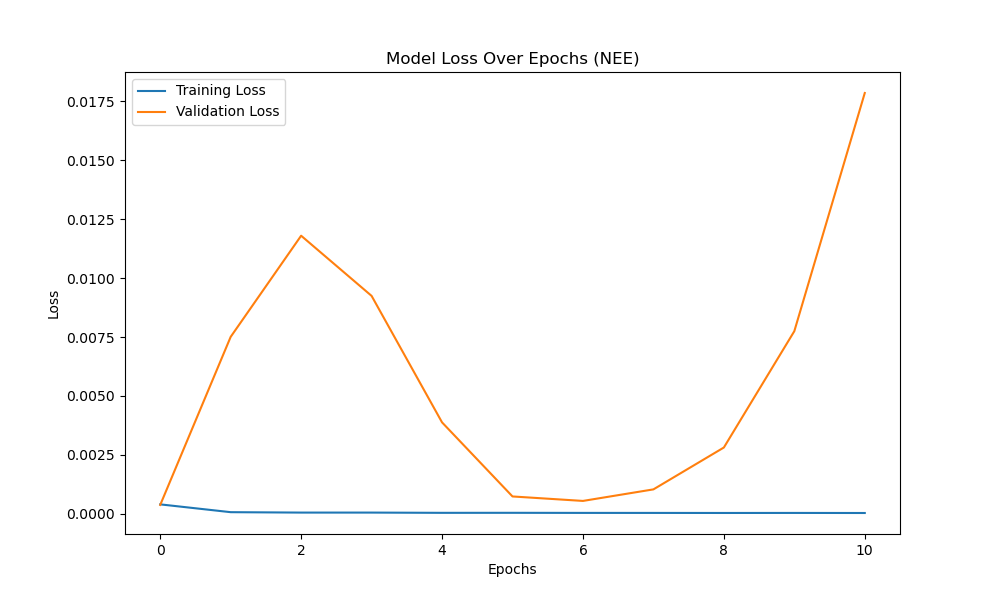 Model Loss Over Epochs (NEE)
Training Loss
Validation Loss
0.0175
0.0150
0.0125
0.0100
0.0075
0.0050
0.0025
0.0000
Loss
0 2 4 6 8 10
Epochs